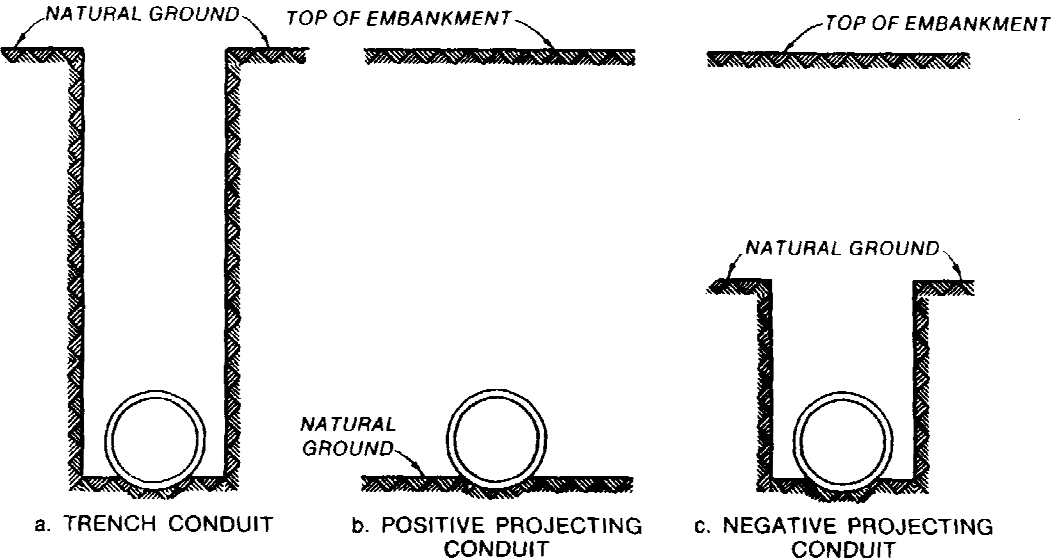 NATURAL GROUND
TOP OF EMBANKMENT
TOP OF EMBANKMENT
NATURAL GROUND
NATURAL
GROUND
a. TRENCH CONDUIT
b. POSITIVE PROJECTING
CONDUIT
c. NEGATIVE PROJECTING
CONDUIT